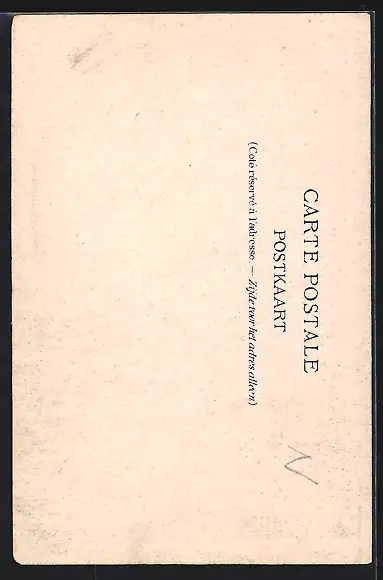 CARTE POSTALE
POSTKAART
(Coté réservé à l'adresse — Zijde voor het adres alleen)
N